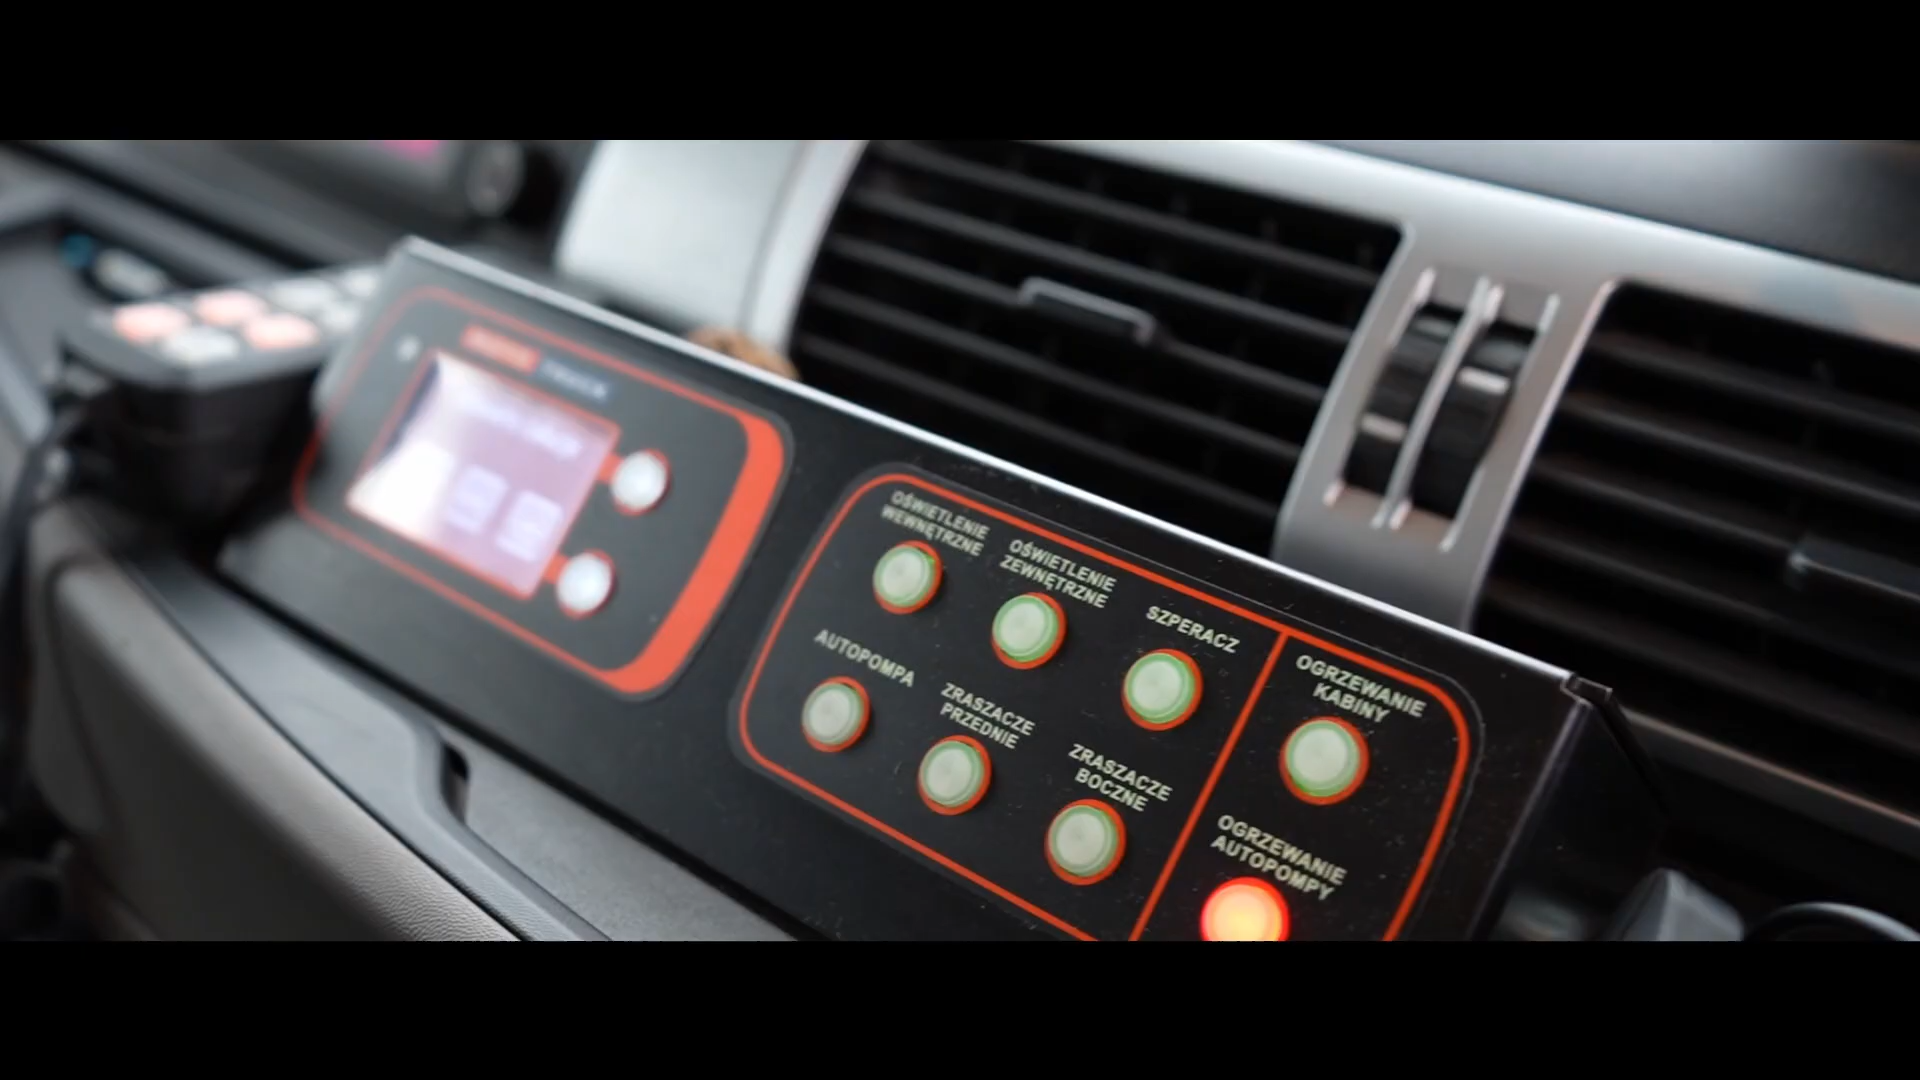 OŚWIETLENIE
WEWNĘTRZNE
OŚWIETLENIE
ZEWNĘTRZNE
SZPERACZ
OGRZEWANIE
KABINY
AUTOPOMPA
ZRASZACZE
PRZEDNIE
ZRASZACZE
BOCZNE
OGRZEWANIE
AUTOPOMPY